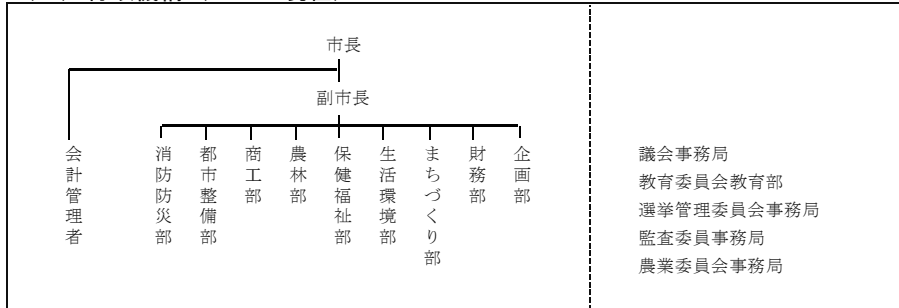 市長
副市長
会計管理者
消防防災部
都市整備部
商工部
農林部
保健福祉部
生活環境部
まちづくり部
財務部
企画部
議会事務局
教育委員会教育部
選挙管理委員会事務局
監査委員事務局
農業委員会事務局